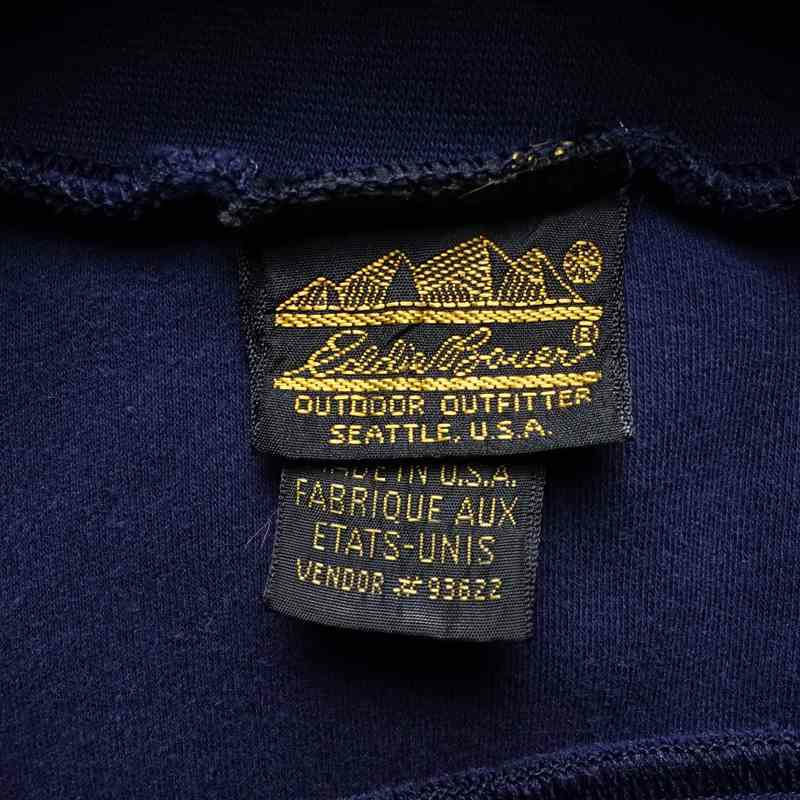 Eddie Bauer®
OUTDOOR OUTFITTER
SEATTLE, U.S.A.
MADE IN U.S.A.
FABRIQUE AUX
ETATS-UNIS
VENDOR # 93622